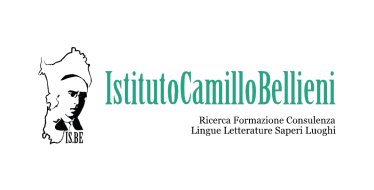 IstitutoCamilloBellieni
Ricerca Formazione Consulenza
Lingue Letterature Saperi Luoghi
IS.BE